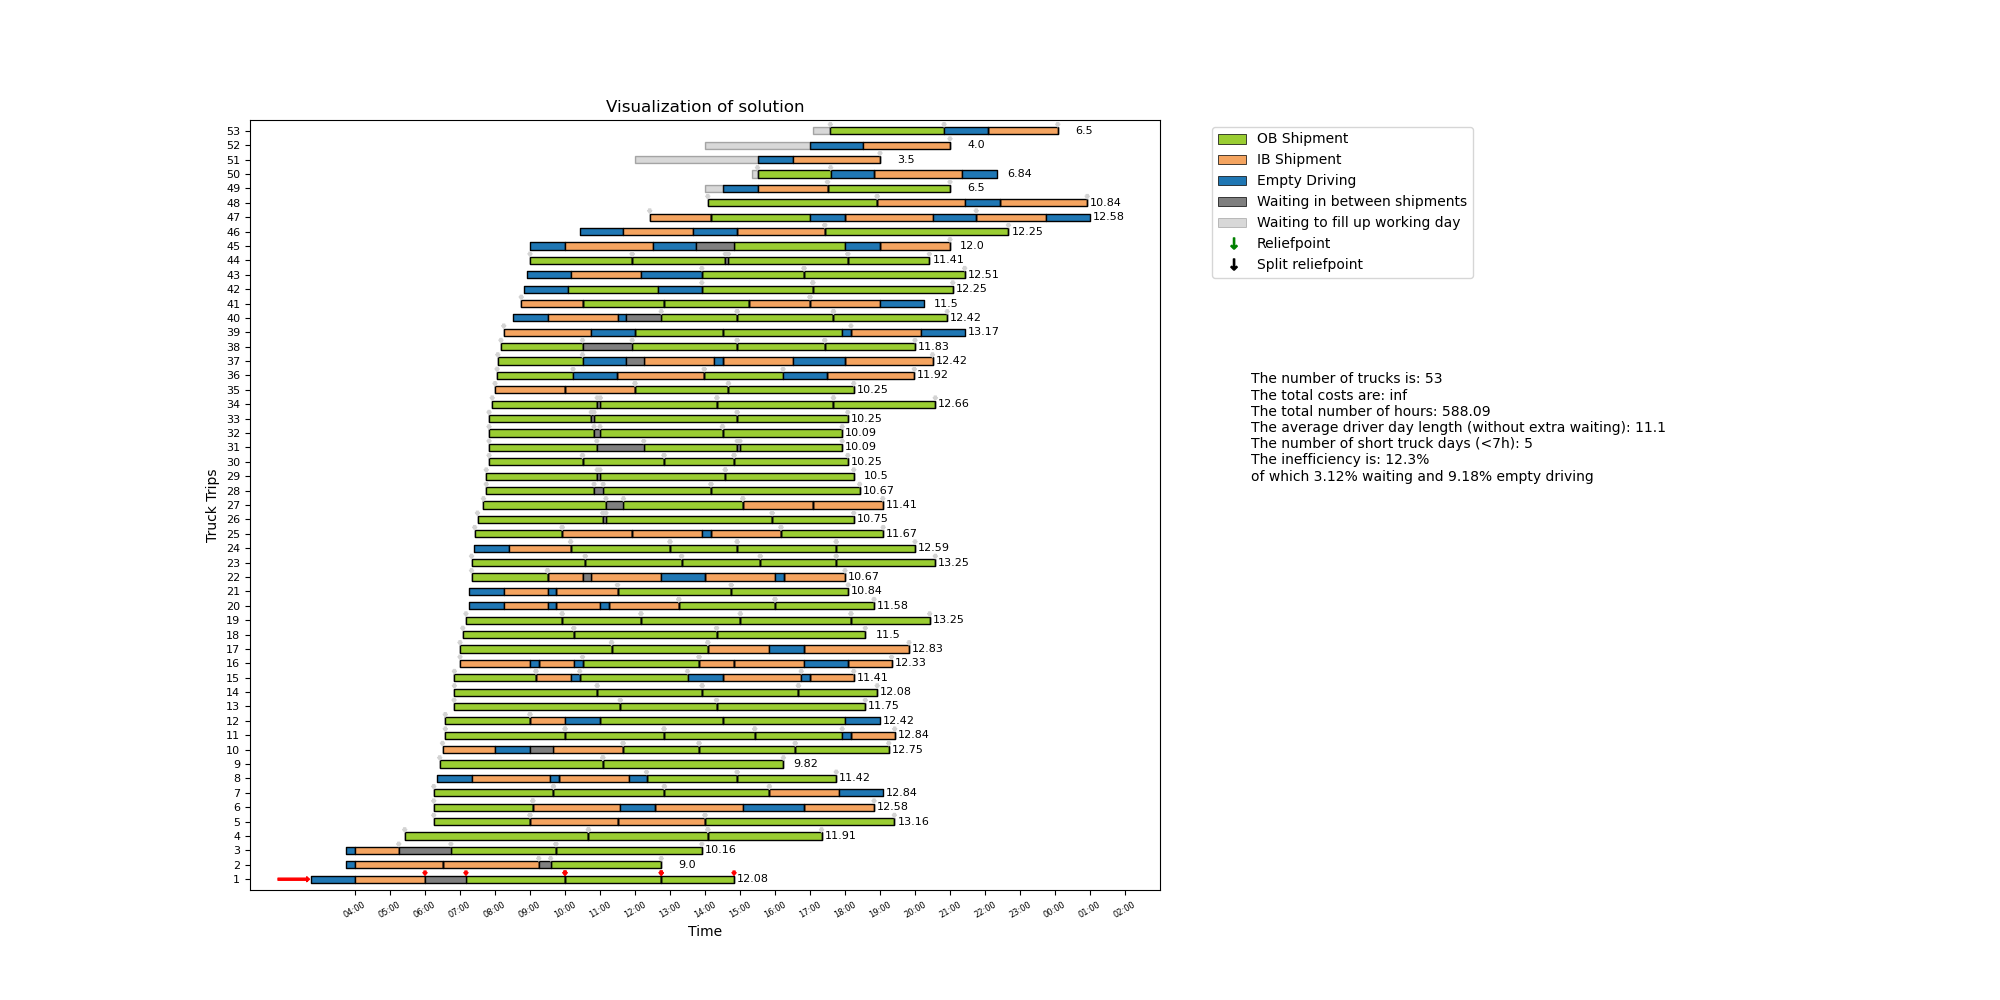 Visualization of solution
53 6.5
52 4.0
51 3.5
50 6.84
49 6.5
48 10.84
47 12.58
46 12.25
45 12.0
44 11.41
43 12.51
42 12.25
41 11.5
40 12.42
39 13.17
38 11.83
37 12.42
36 11.92
35 10.25
34 12.66
33 10.25
32 10.09
31 10.09
30 10.25
29 10.5
28 10.67
27 11.41
26 10.75
25 11.67
24 12.59
23 13.25
22 10.67
21 10.84
20 11.58
19 13.25
18 11.5
17 12.83
16 12.33
15 11.41
14 12.08
13 11.75
12 12.42
11 12.84
10 12.75
9 9.82
8 11.42
7 12.84
6 12.58
5 13.16
4 11.91
3 10.16
2 9.0
1 12.08
Truck Trips
04:00 05:00 06:00 07:00 08:00 09:00 10:00 11:00 12:00 13:00 14:00 15:00 16:00 17:00 18:00 19:00 20:00 21:00 22:00 23:00 00:00 01:00 02:00
Time
OB Shipment
IB Shipment
Empty Driving
Waiting in between shipments
Waiting to fill up working day
Reliefpoint
Split reliefpoint
The number of trucks is: 53
The total costs are: inf
The total number of hours: 588.09
The average driver day length (without extra waiting): 11.1
The number of short truck days (<7h): 5
The inefficiency is: 12.3%
of which 3.12% waiting and 9.18% empty driving